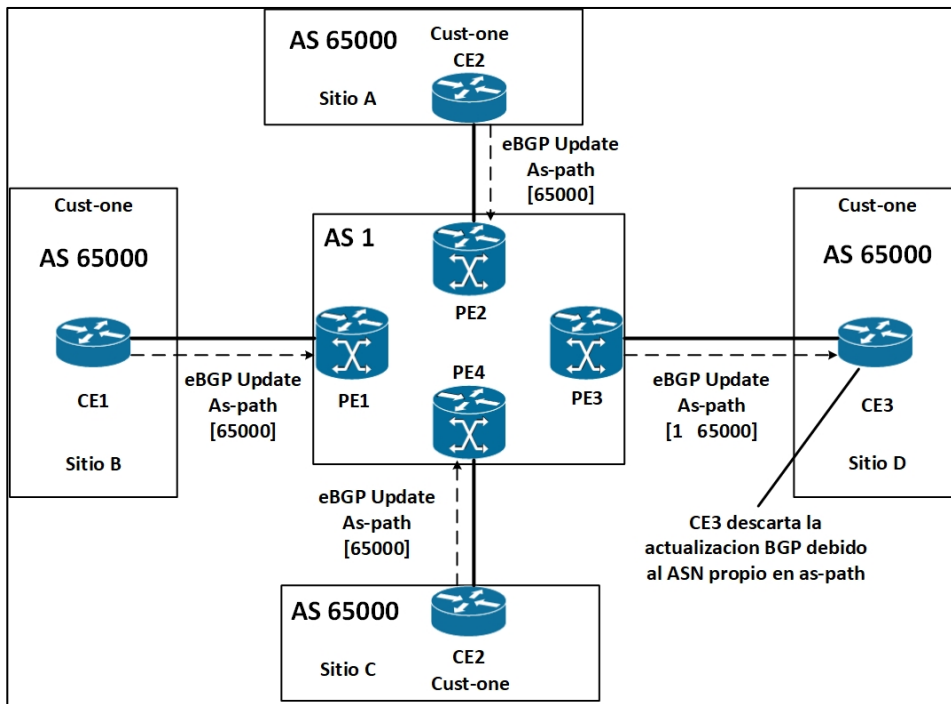 AS 65000
Cust-one
CE2
Sitio A
eBGP Update
As-path
[65000]
Cust-one
AS 65000
CE1
Sitio B
eBGP Update
As-path
[65000]
AS 1
PE2
PE1
PE4
PE3
eBGP Update
As-path
[1 65000]
Cust-one
AS 65000
CE3
Sitio D
eBGP Update
As-path
[65000]
CE3 descarta la
actualizacion BGP debido
al ASN propio en as-path
AS 65000
Sitio C
CE2
Cust-one